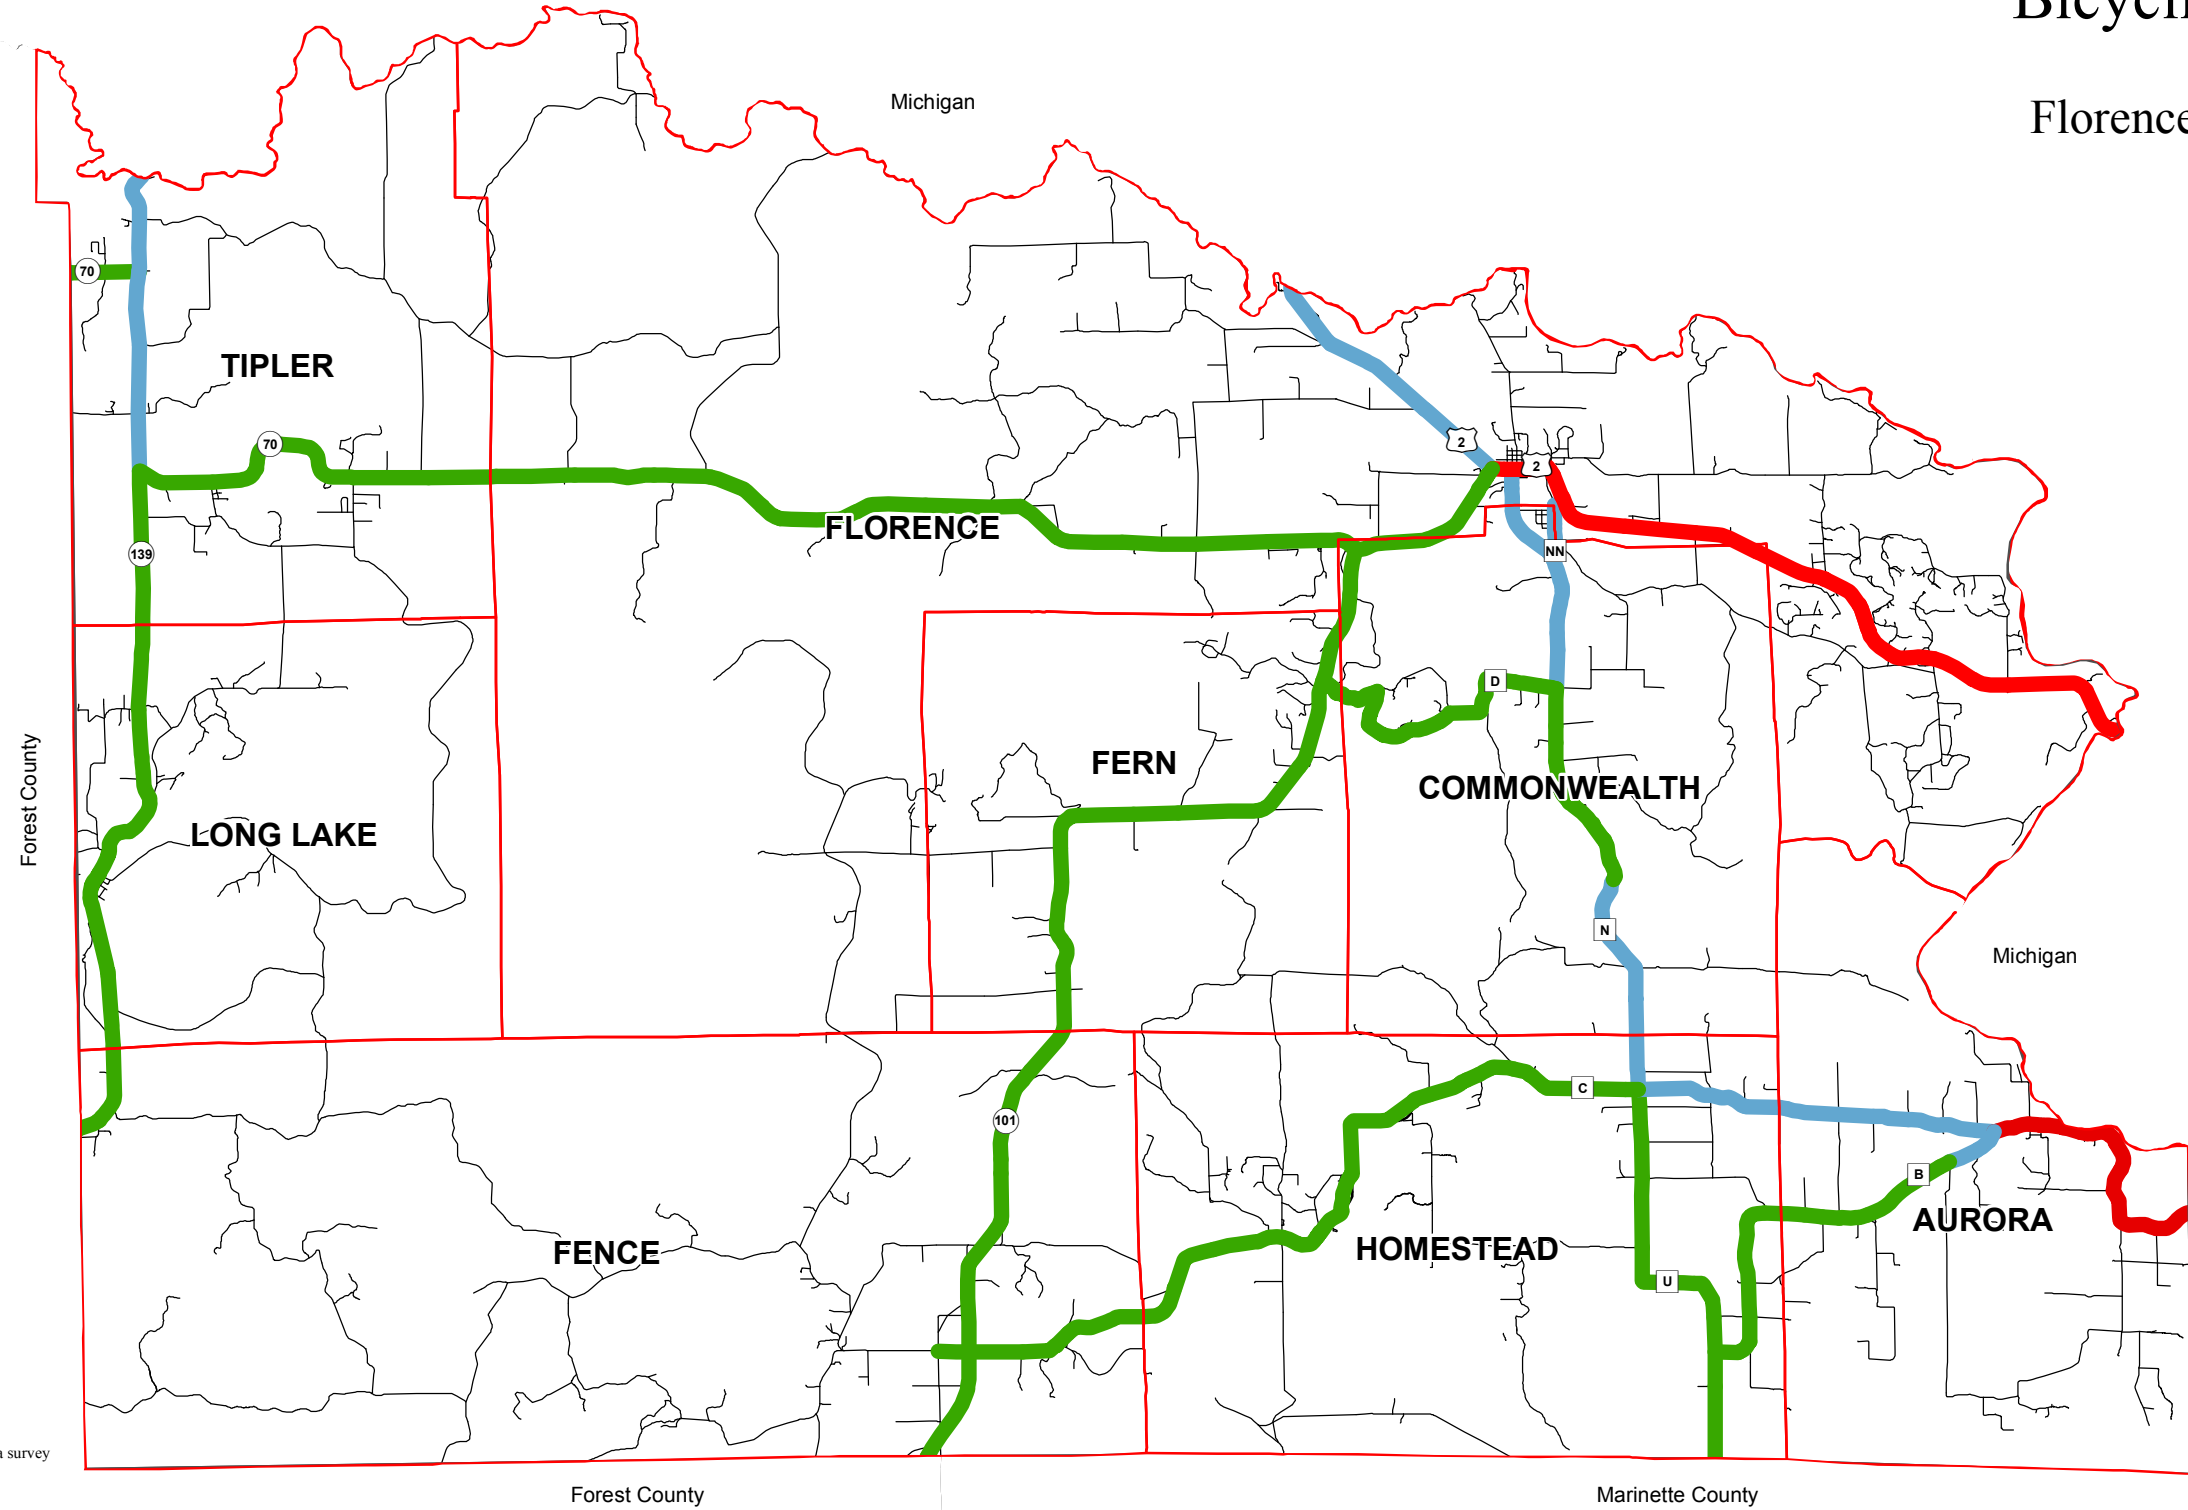 Michigan
Florence
70
TIPLER
70
2
2
FLORENCE
139
NN
D
FERN
COMMONWEALTH
Forest County
LONG LAKE
N
Michigan
C
101
B
AURORA
FENCE
HOMESTEAD
U
survey
Forest County
Marinette County